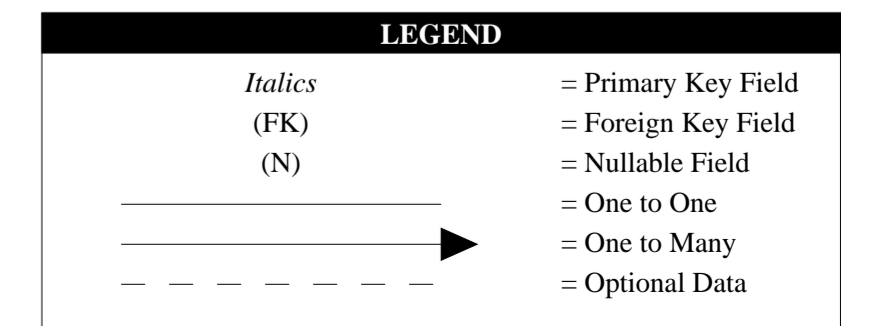 LEGEND
Italics = Primary Key Field
(FK) = Foreign Key Field
(N) = Nullable Field
= One to One
= One to Many
= Optional Data